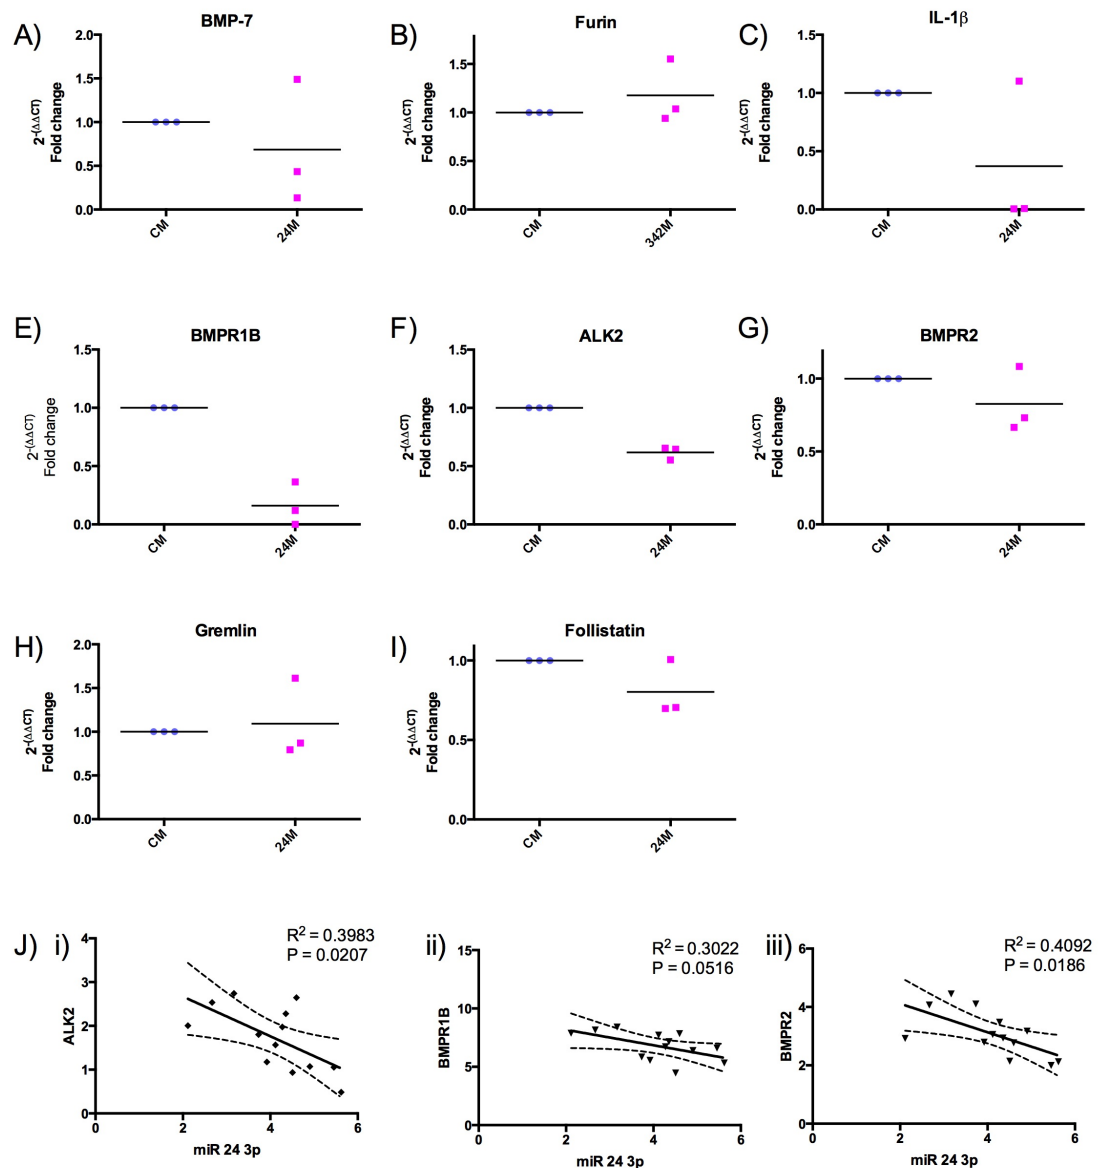 A)
BMP-7
2-(ΔΔCT)
Fold change
2.0
1.5
1.0
0.5
0.0
CM
24M
B)
Furin
2-(ΔΔCT)
Fold change
1.5
1.0
0.5
0.0
CM
342M
C)
IL-1β
2-(ΔΔCT)
Fold change
1.5
1.0
0.5
0.0
CM
24M
E)
BMPR1B
2-(ΔΔCT)
Fold change
1.5
1.0
0.5
0.0
CM
24M
F)
ALK2
2-(ΔΔCT)
Fold change
1.5
1.0
0.5
0.0
CM
24M
G)
BMPR2
2-(ΔΔCT)
Fold change
1.0
0.5
0.0
CM
24M
H)
Gremlin
2-(ΔΔCT)
Fold change
2.0
1.5
1.0
0.5
0.0
CM
24M
I)
Follistatin
2-(ΔΔCT)
Fold change
1.0
0.5
0.0
CM
24M
J) i)
R² = 0.3983
P = 0.0207
ALK2
4
3
2
1
0
0 2 4 6
miR 24 3p
ii)
R² = 0.3022
P = 0.0516
BMPR1B
15
10
5
0
0 2 4 6
miR 24 3p
iii)
R² = 0.4092
P = 0.0186
BMPR2
6
4
2
0
0 2 4 6
miR 24 3p